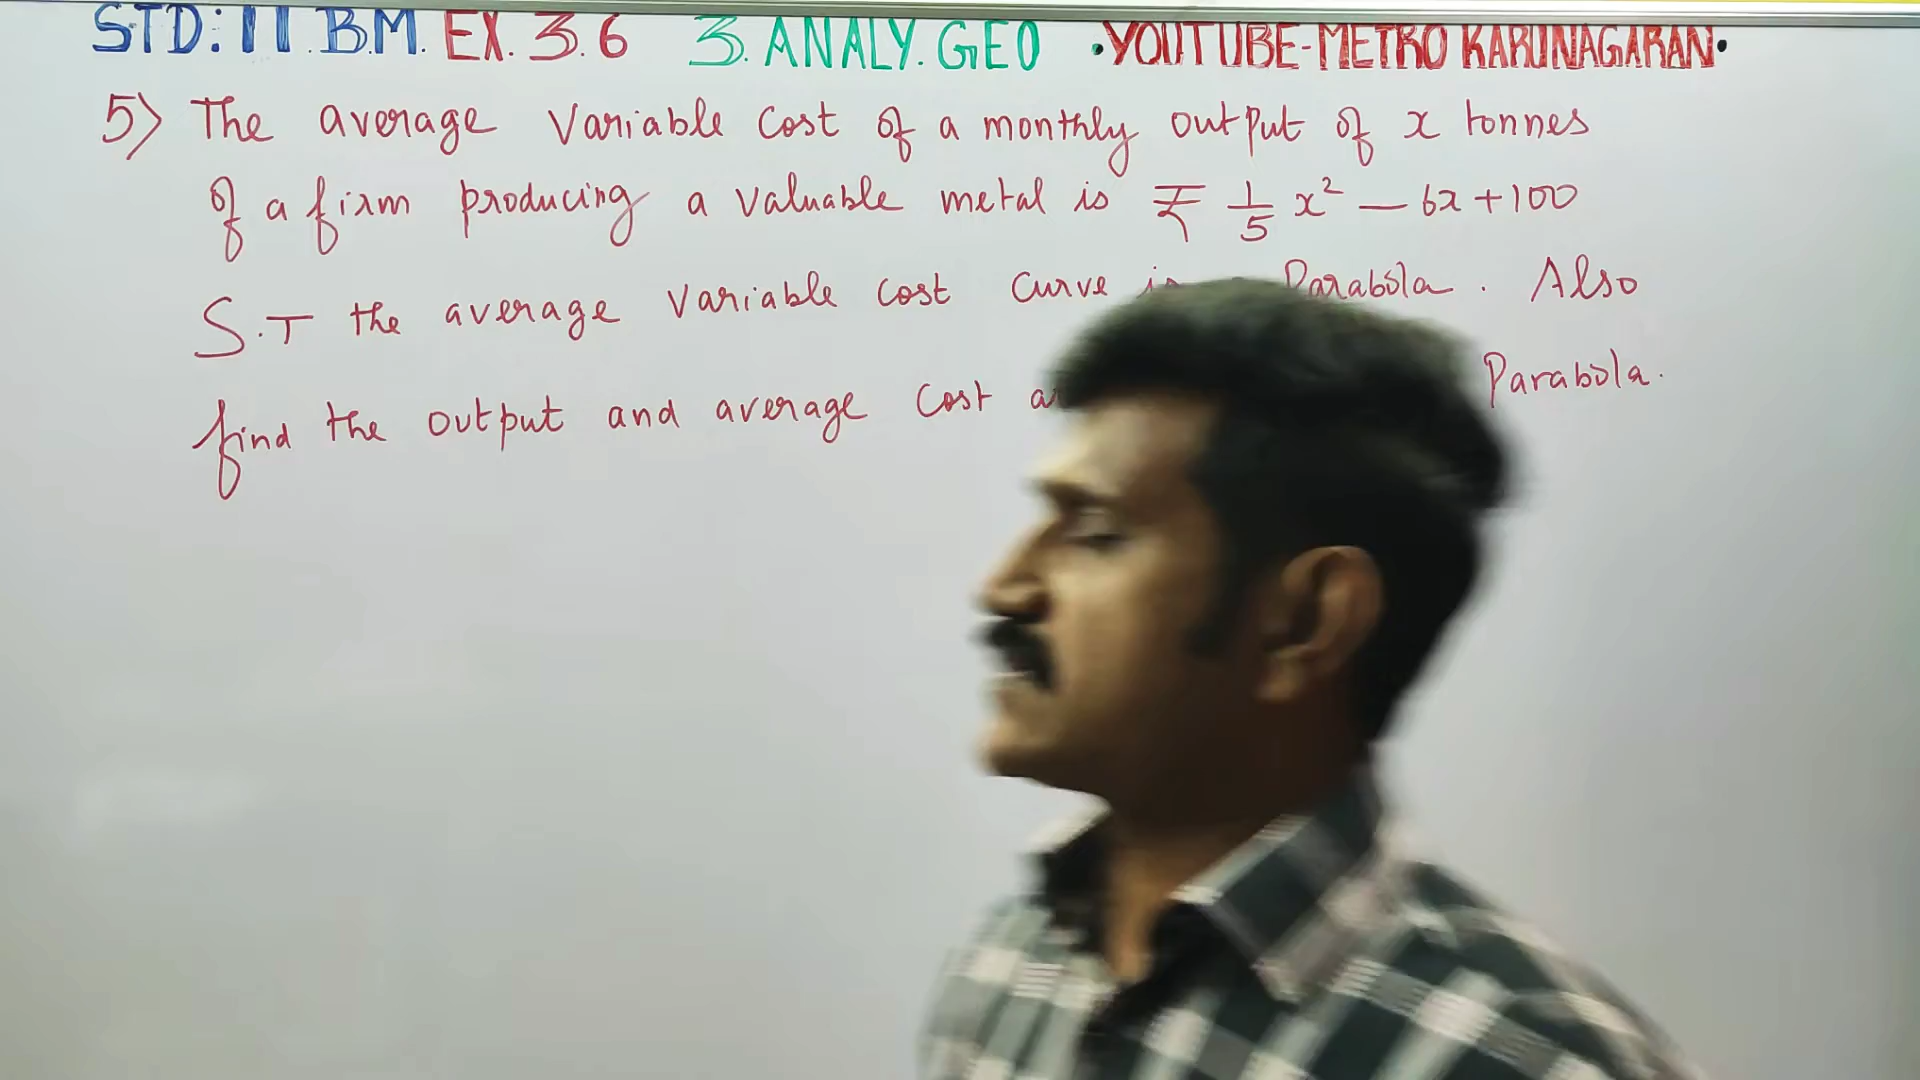 STD: 11. B.M. EX. 3.6 3. ANALY. GEO • YOUTUBE-METRO KARUNAGARAN •
5) The average variable cost of a monthly output of x tonnes
of a firm producing a valuable metal is ₹ 1/5 x² - 6x + 100
S.T the average variable cost curve Parabola. Also
find the output and average cost Parabola.